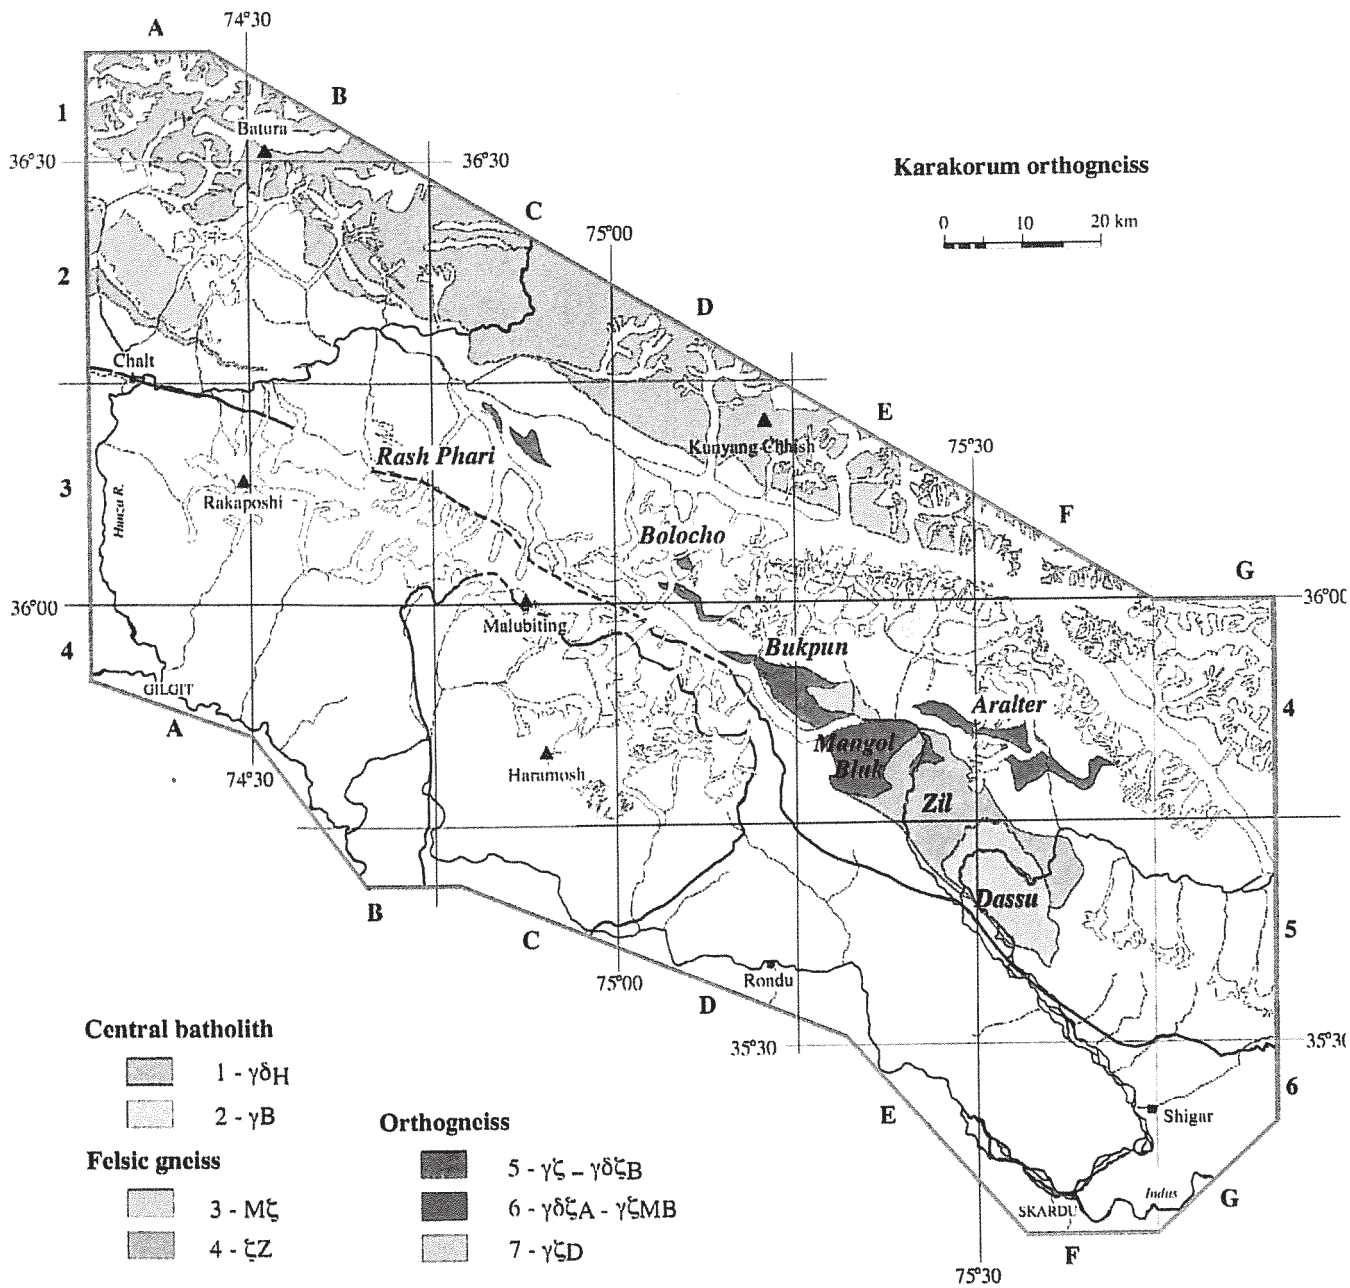 A
74°30
B
1
Batura
36°30
36°30
Karakorum orthogneiss
C
75°00
0
10
20 km
2
D
Chalt
E
Kunyang Chhish
75°30
Rash Phari
3
Rakaposhi
Hunza R.
F
Bolocho
G
36°00
36°00
Malubiting
4
Bukpun
GILGIT
Aralter
4
A
Mangol
Bluk
Haramosh
74°30
Zil
Dassu
B
C
5
Rondu
75°00
D
Central batholith
35°30
35°30
1 - γδH
2 - γB
E
6
Shigar
Orthogneiss
Felsic gneiss
5 - γζ – γδζB
3 - Mζ
6 - γδζA - γζMB
4 - ζZ
7 - γζD
Indus
SKARDU
G
F
75°30